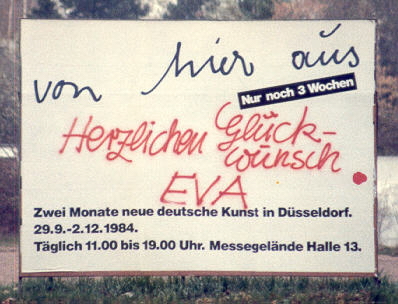 von hier aus
Nur noch 3 Wochen
Herzlichen Glück-
wünsch
EVA
Zwei Monate neue deutsche Kunst in Düsseldorf.
29.9.-2.12.1984.
Täglich 11.00 bis 19.00 Uhr. Messegelände Halle 13.